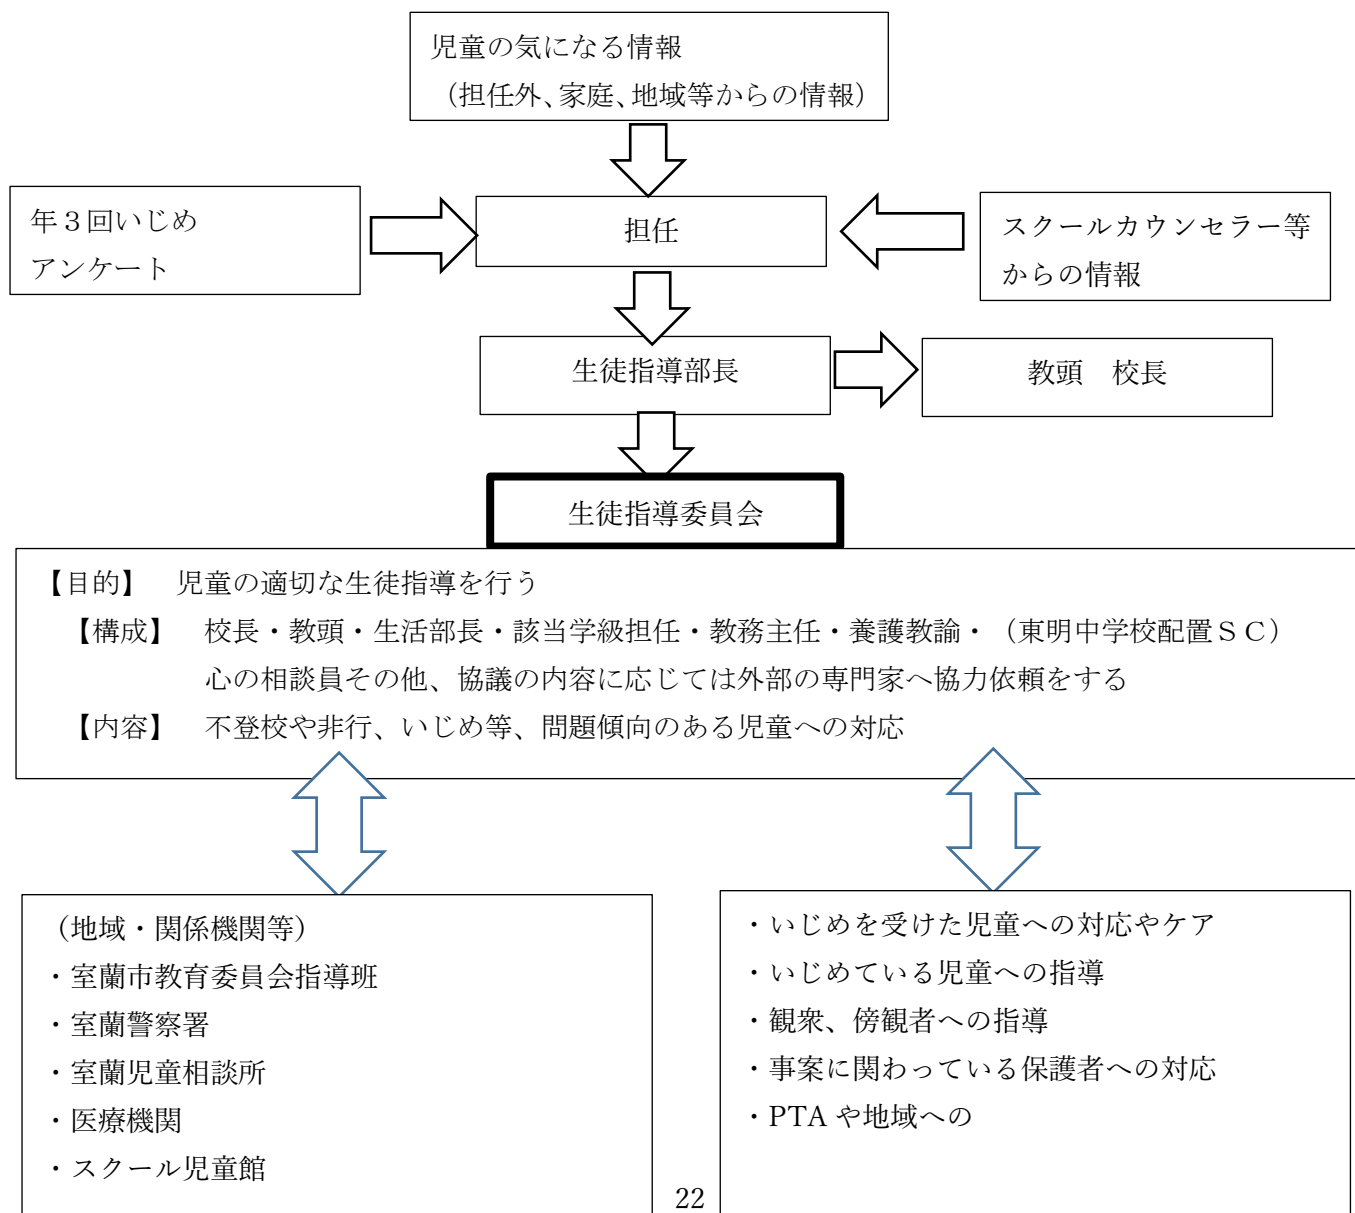 児童の気になる情報
（担任外、家庭、地域等からの情報）
年３回いじめ
アンケート
担任
スクールカウンセラー等
からの情報
生徒指導部長
教頭　校長
生徒指導委員会
【目的】　児童の適切な生徒指導を行う
【構成】　校長・教頭・生活部長・該当学級担任・教務主任・養護教諭・（東明中学校配置ＳＣ）
心の相談員その他、協議の内容に応じては外部の専門家へ協力依頼をする
【内容】　不登校や非行、いじめ等、問題傾向のある児童への対応
（地域・関係機関等）
・室蘭市教育委員会指導班
・室蘭警察署
・室蘭児童相談所
・医療機関
・スクール児童館
・いじめを受けた児童への対応やケア
・いじめている児童への指導
・観衆、傍観者への指導
・事案に関わっている保護者への対応
・PTA や地域への
22